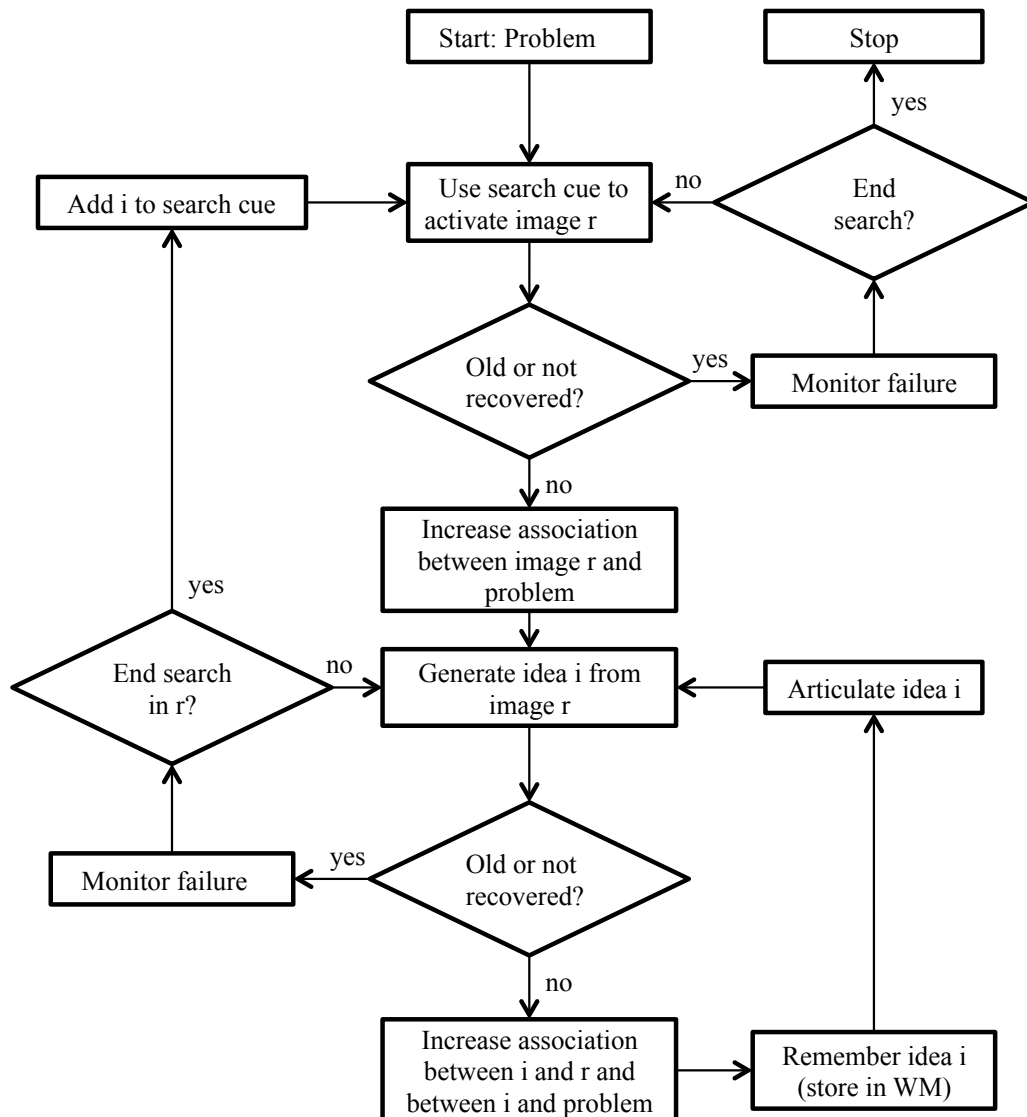 Start: Problem
Stop
yes
Add i to search cue
Use search cue to
activate image r
no
End
search?
Old or not
recovered?
yes
Monitor failure
no
Increase association
between image r and
problem
yes
End search
in r?
no
Generate idea i from
image r
Articulate idea i
Monitor failure
yes
Old or not
recovered?
no
Increase association
between i and r and
between i and problem
Remember idea i
(store in WM)